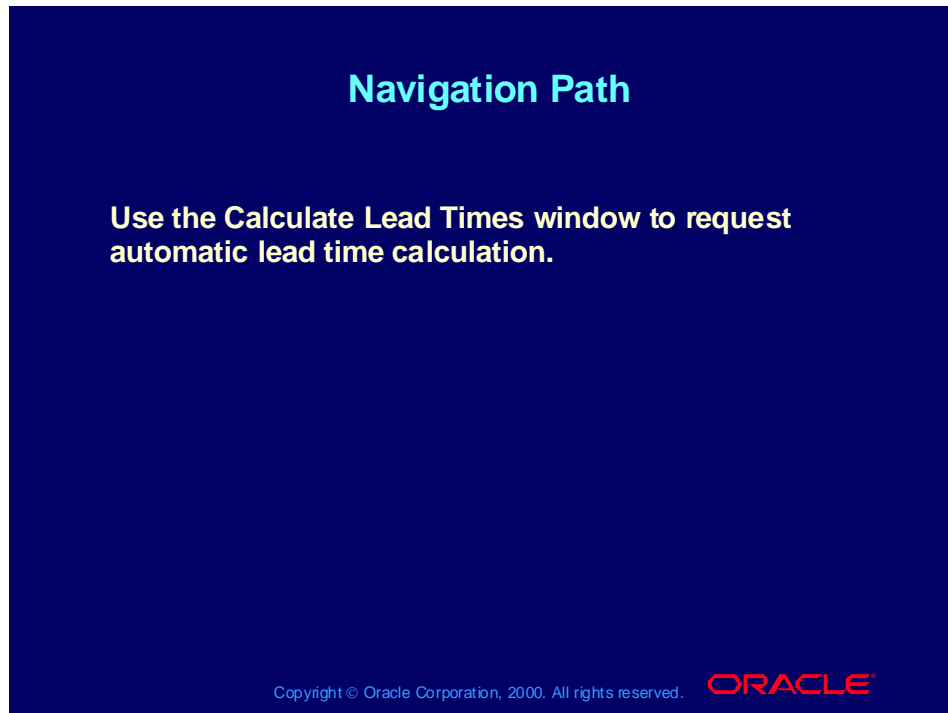 Navigation Path
Use the Calculate Lead Times window to request
automatic lead time calculation.
Copyright © Oracle Corporation, 2000. All rights reserved.
ORACLE®